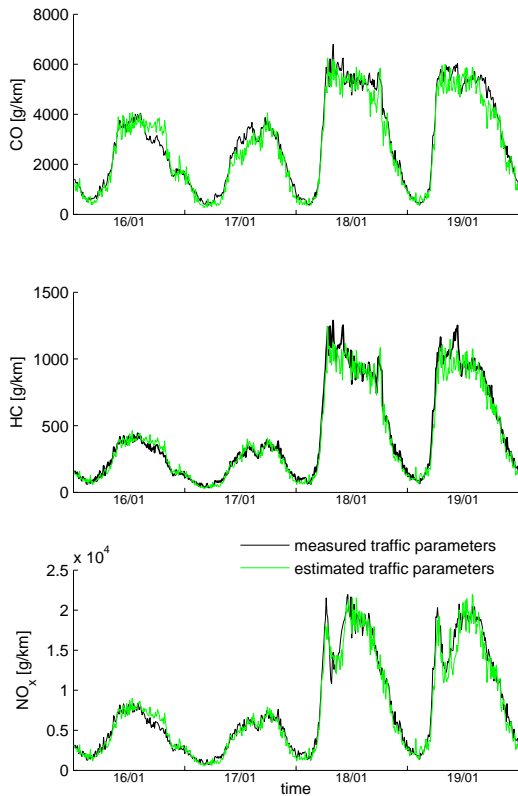 8000
6000
4000
2000
0
CO [g/km]
16/01 17/01 18/01 19/01
1500
1000
500
0
HC [g/km]
16/01 17/01 18/01 19/01
measured traffic parameters
estimated traffic parameters
x 10^4
2.5
2
1.5
1
0.5
0
NO_x [g/km]
16/01 17/01 18/01 19/01
time